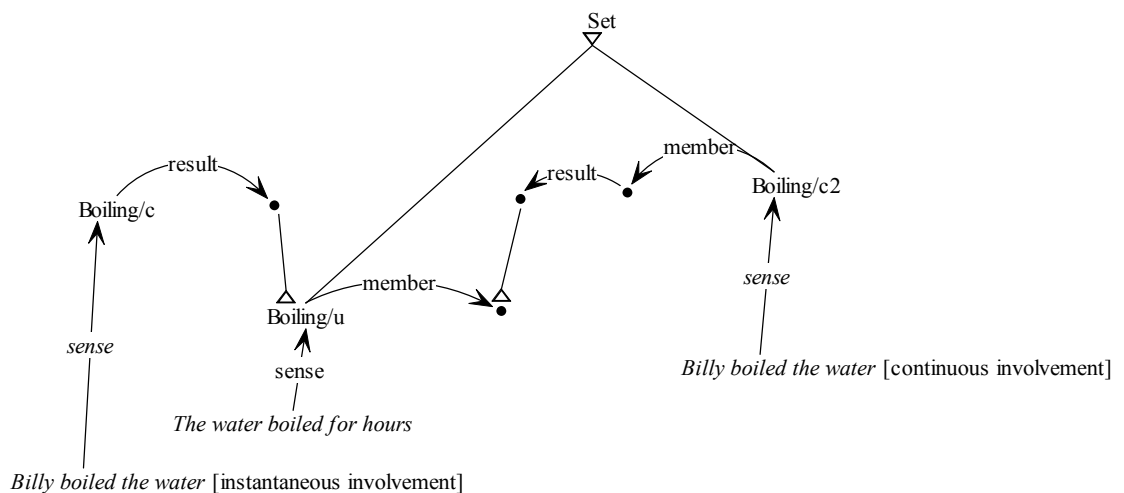 Set
member
result
result
Boiling/c2
Boiling/c
member
sense
Boiling/u
sense
sense
Billy boiled the water [continuous involvement]
The water boiled for hours
Billy boiled the water [instantaneous involvement]